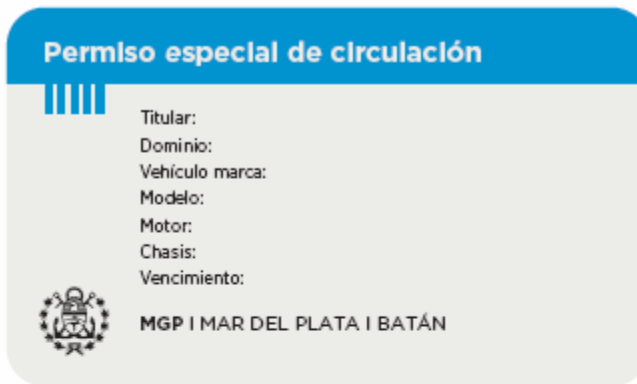 Permiso especial de circulación
Titular:
Dominio:
Vehículo marca:
Modelo:
Motor:
Chasis:
Vencimiento:
MGP I MAR DEL PLATA I BATÁN